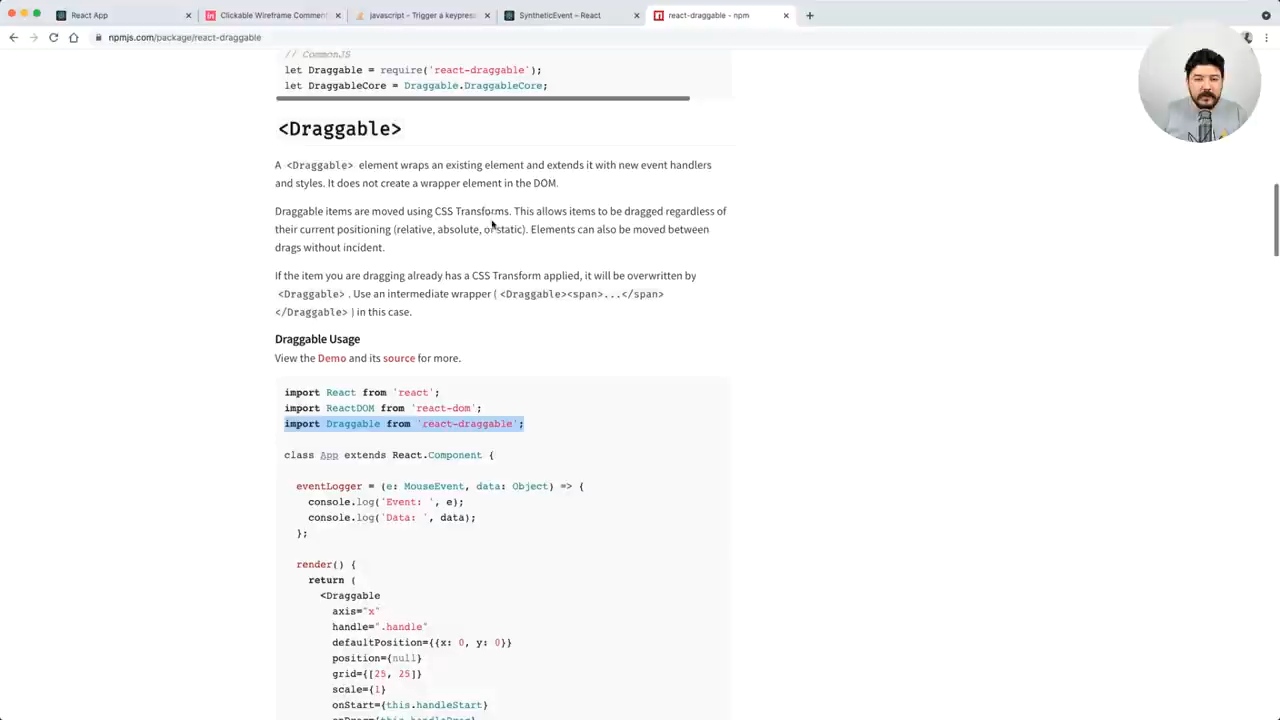 React App
Clickable Wireframe Commen
javascript - Trigger a keypres
SyntheticEvent – React
react-draggable - npm
npmjs.com/package/react-draggable
// CommonJS
let Draggable = require('react-draggable');
let DraggableCore = Draggable.DraggableCore;
<Draggable>
A <Draggable> element wraps an existing element and extends it with new event handlers
and styles. It does not create a wrapper element in the DOM.
Draggable items are moved using CSS Transforms. This allows items to be dragged regardless of
their current positioning (relative, absolute, or static). Elements can also be moved between
drags without incident.
If the item you are dragging already has a CSS Transform applied, it will be overwritten by
<Draggable> . Use an intermediate wrapper ( <Draggable><span>...</span>
</Draggable> ) in this case.
Draggable Usage
View the Demo and its source for more.
import React from 'react';
import ReactDOM from 'react-dom';
import Draggable from 'react-draggable';
class App extends React.Component {
eventLogger = (e: MouseEvent, data: Object) => {
console.log('Event: ', e);
console.log('Data: ', data);
};
render() {
return (
<Draggable
axis="x"
handle=".handle"
defaultPosition={{x: 0, y: 0}}
position={null}
grid={[25, 25]}
scale={1}
onStart={this.handleStart}
onDrag={this.handleDrag}